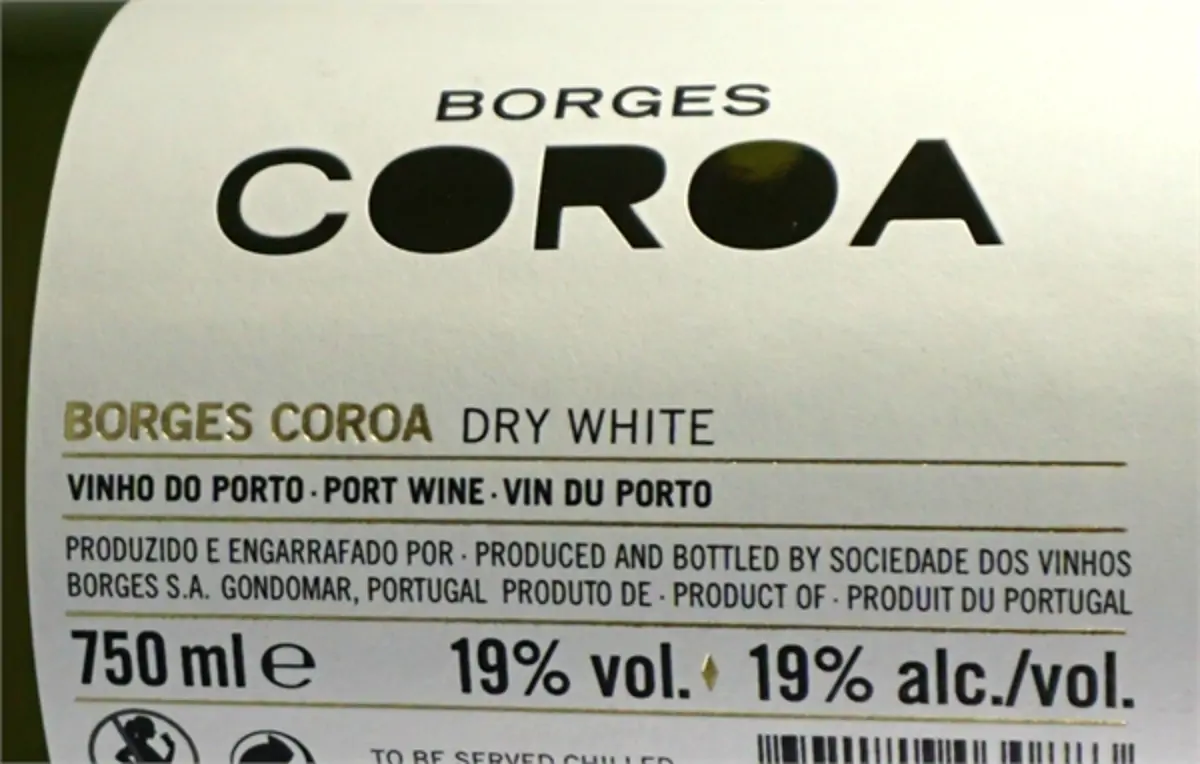 BORGES
COROA
BORGES COROA DRY WHITE
VINHO DO PORTO · PORT WINE · VIN DU PORTO
PRODUZIDO E ENGARRAFADO POR · PRODUCED AND BOTTLED BY SOCIEDADE DOS VINHOS
BORGES S.A. GONDOMAR, PORTUGAL PRODUTO DE · PRODUCT OF · PRODUIT DU PORTUGAL
750 ml ℮ 19% vol. ♦ 19% alc./vol.
TO BE SERVED CHILLED